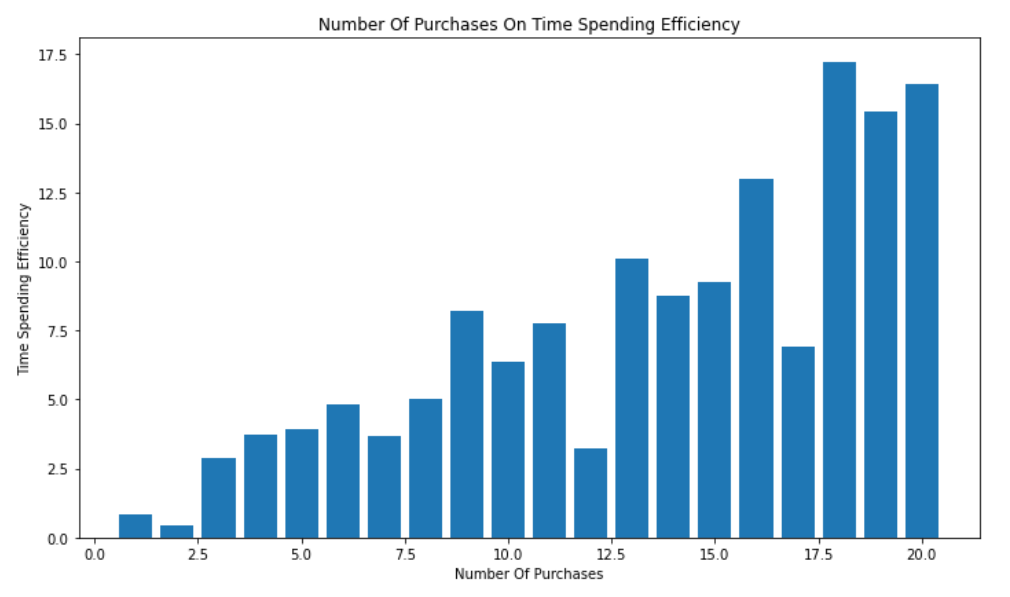 Number Of Purchases On Time Spending Efficiency
17.5
15.0
12.5
10.0
7.5
5.0
2.5
0.0
Time Spending Efficiency
0.0 2.5 5.0 7.5 10.0 12.5 15.0 17.5 20.0
Number Of Purchases